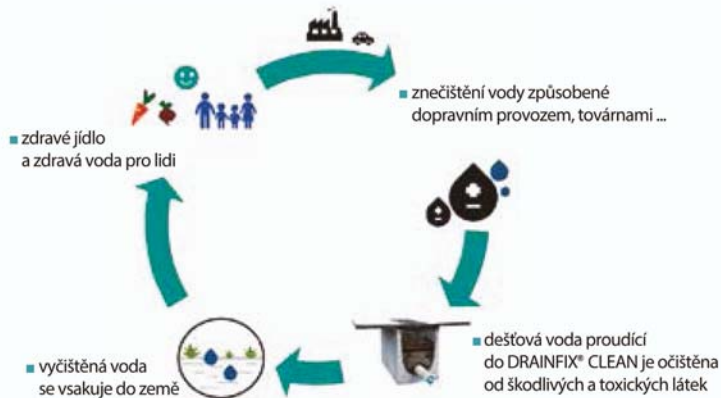 znečištění vody způsobené
dopravním provozem, továrnami ...
dešťová voda proudící
do DRAINFIX® CLEAN je očištěna
od škodlivých a toxických látek
vyčištěná voda
se vsakuje do země
zdravé jídlo
a zdravá voda pro lidi